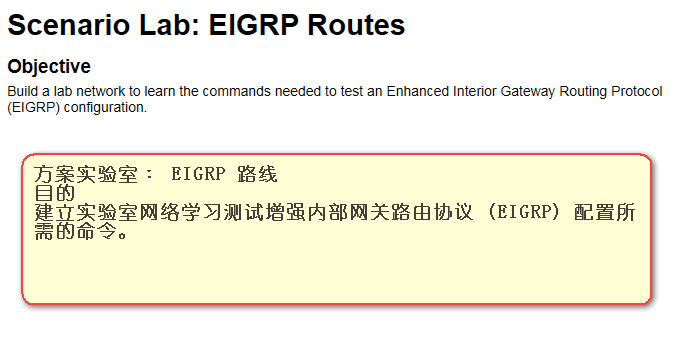 Scenario Lab: EIGRP Routes
Objective
Build a lab network to learn the commands needed to test an Enhanced Interior Gateway Routing Protocol
(EIGRP) configuration.
方案实验室： EIGRP 路线
目的
建立实验室网络学习测试增强内部网关路由协议 (EIGRP) 配置所
需的命令。